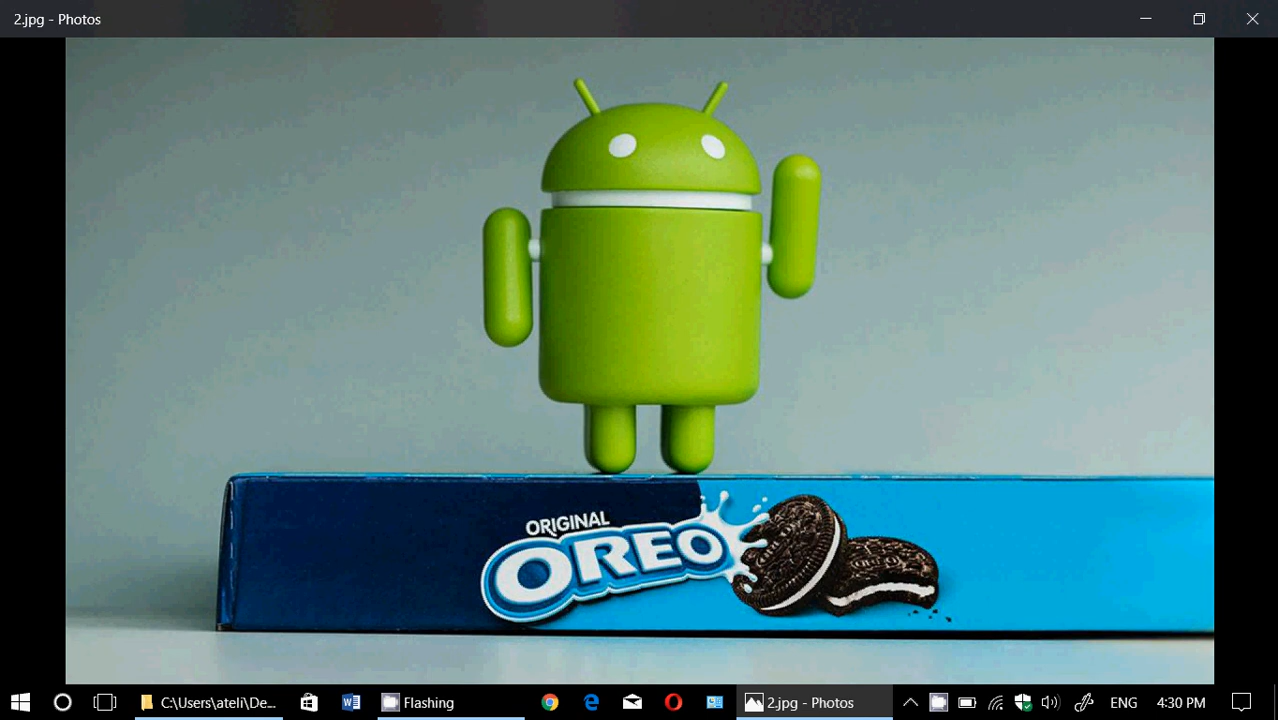 2.jpg - Photos
ORIGINAL
OREO
C:\Users\ateli\De...
Flashing
2.jpg - Photos
ENG
4:30 PM